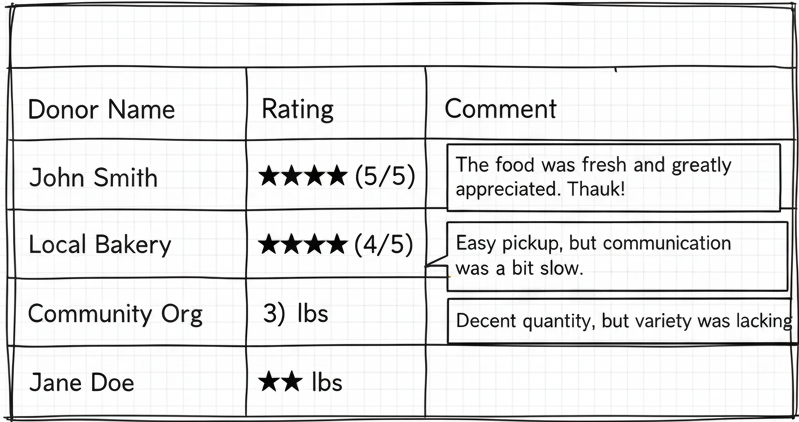 Donor Name Rating Comment
John Smith ★★★★ (5/5) The food was fresh and greatly
appreciated. Thauk!
Local Bakery ★★★★ (4/5) Easy pickup, but communication
was a bit slow.
Community Org 3) lbs Decent quantity, but variety was lacking
Jane Doe ★★ lbs